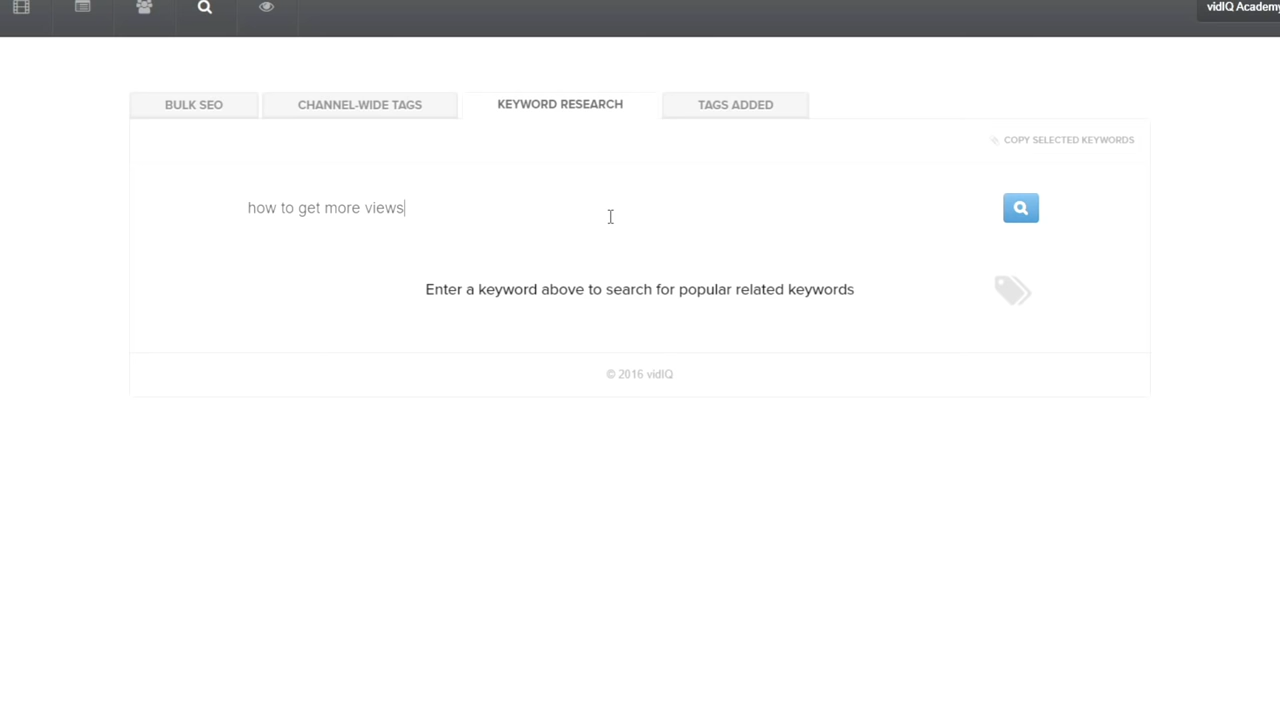 vidIQ Academy
BULK SEO
CHANNEL-WIDE TAGS
KEYWORD RESEARCH
TAGS ADDED
COPY SELECTED KEYWORDS
how to get more views
Enter a keyword above to search for popular related keywords
© 2016 vidIQ